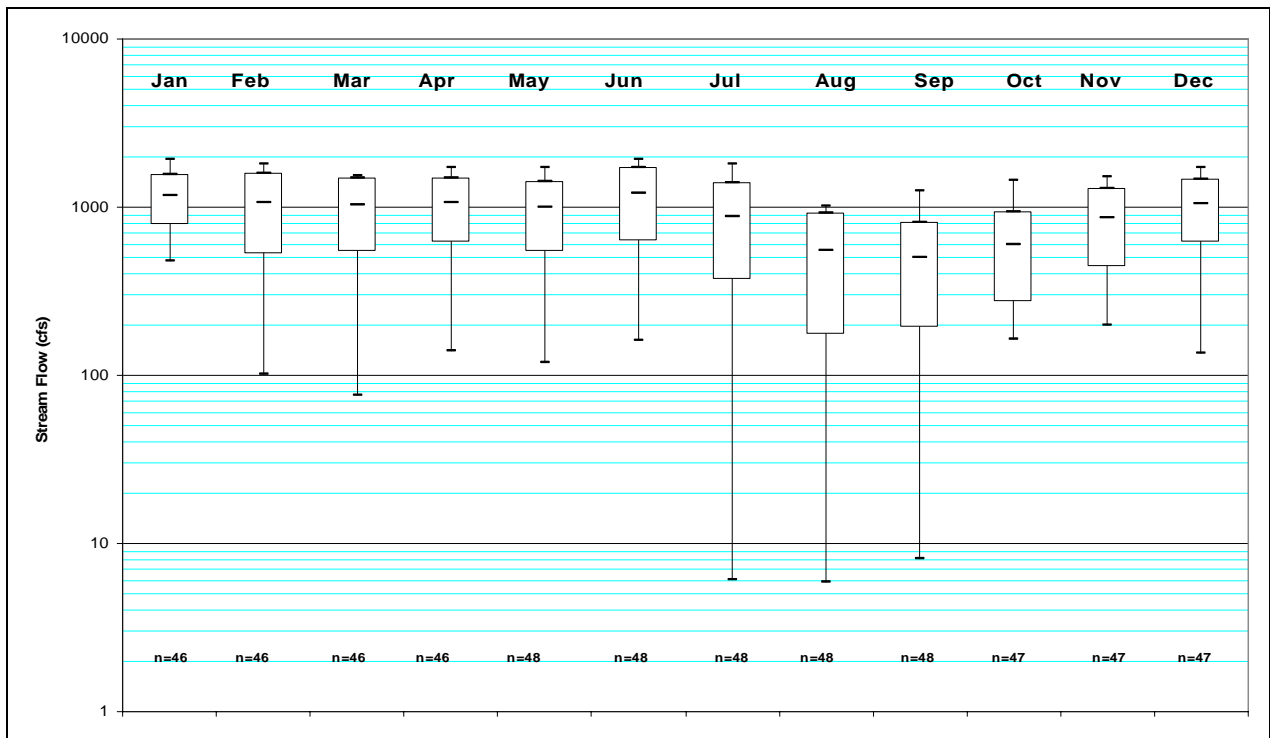 10000
Jan Feb Mar Apr May Jun Jul Aug Sep Oct Nov Dec
1000
Stream Flow (cfs)
100
10
n=46 n=46 n=46 n=46 n=48 n=48 n=48 n=48 n=48 n=47 n=47 n=47
1